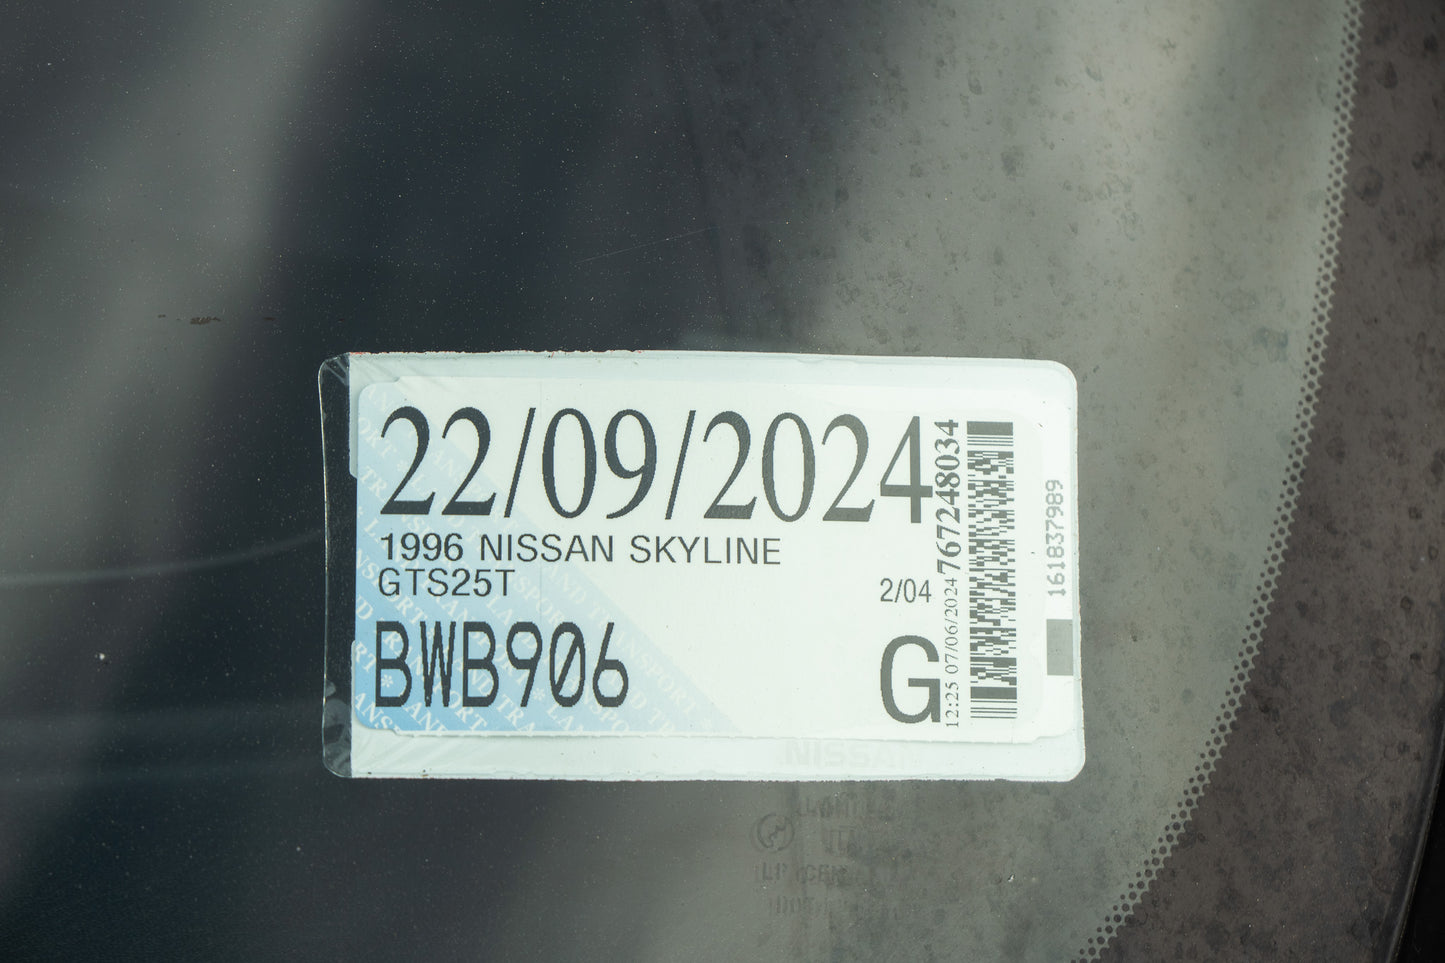 22/09/2024
1996 NISSAN SKYLINE
GTS25T
2/04
BWB906
G
12:25 07/06/2024 767248034
161837989
NISSAN